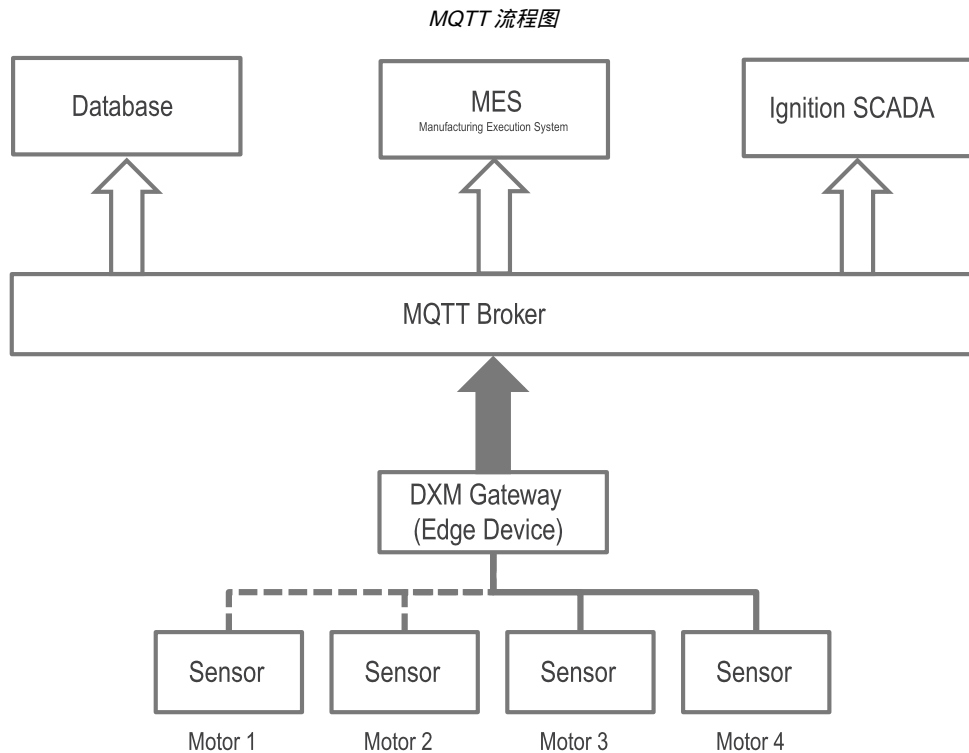 MQTT 流程图
Database
MES
Manufacturing Execution System
Ignition SCADA
MQTT Broker
DXM Gateway
(Edge Device)
Sensor
Sensor
Sensor
Sensor
Motor 1
Motor 2
Motor 3
Motor 4